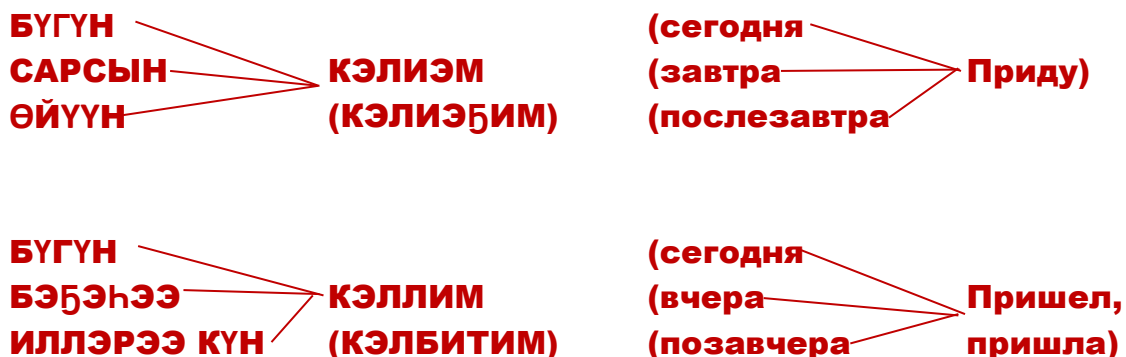 БҮГҮН (сегодня
САРСЫН КЭЛИЭМ (завтра Приду)
ӨЙҮҮН (КЭЛИЭҔИМ) (послезавтра
БҮГҮН (сегодня
БЭҔЭҺЭЭ КЭЛЛИМ (вчера Пришел,
ИЛЛЭРЭЭ КҮН (КЭЛБИТИМ) (позавчера пришла)